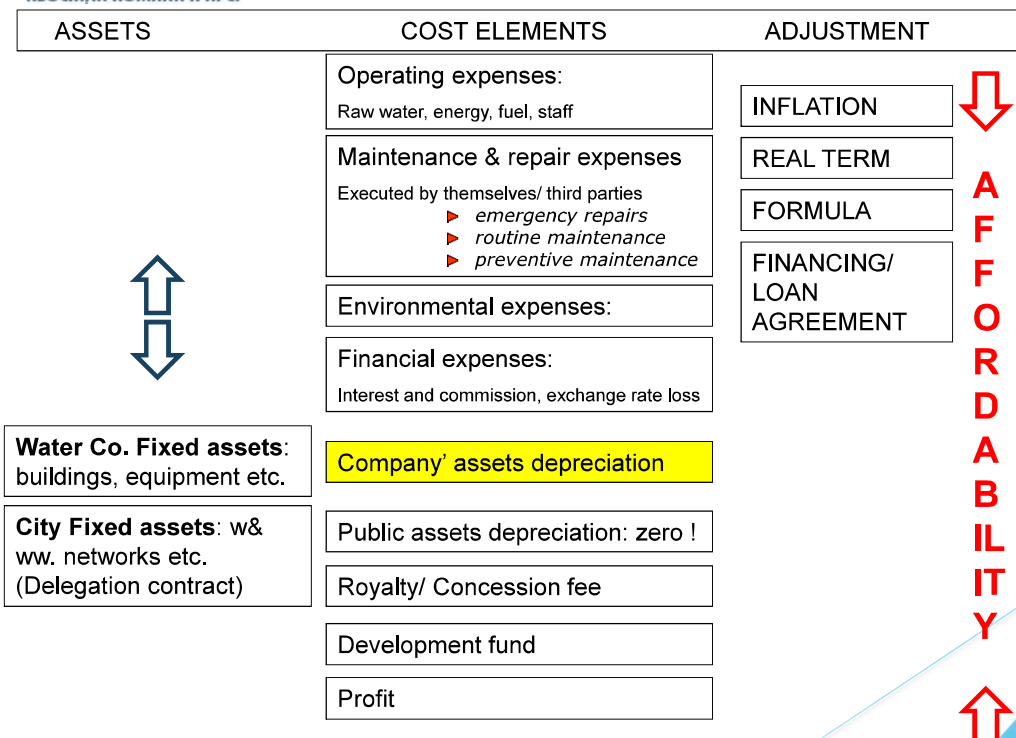 ASSETS
COST ELEMENTS
ADJUSTMENT
Operating expenses:
Raw water, energy, fuel, staff
Maintenance & repair expenses
Executed by themselves/ third parties
emergency repairs
routine maintenance
preventive maintenance
Environmental expenses:
Financial expenses:
Interest and commission, exchange rate loss
Water Co. Fixed assets:
buildings, equipment etc.
Company’ assets depreciation
City Fixed assets: w&
ww. networks etc.
(Delegation contract)
Public assets depreciation: zero !
Royalty/ Concession fee
Development fund
Profit
INFLATION
REAL TERM
FORMULA
FINANCING/
LOAN
AGREEMENT
A
F
F
O
R
D
A
B
IL
IT
Y